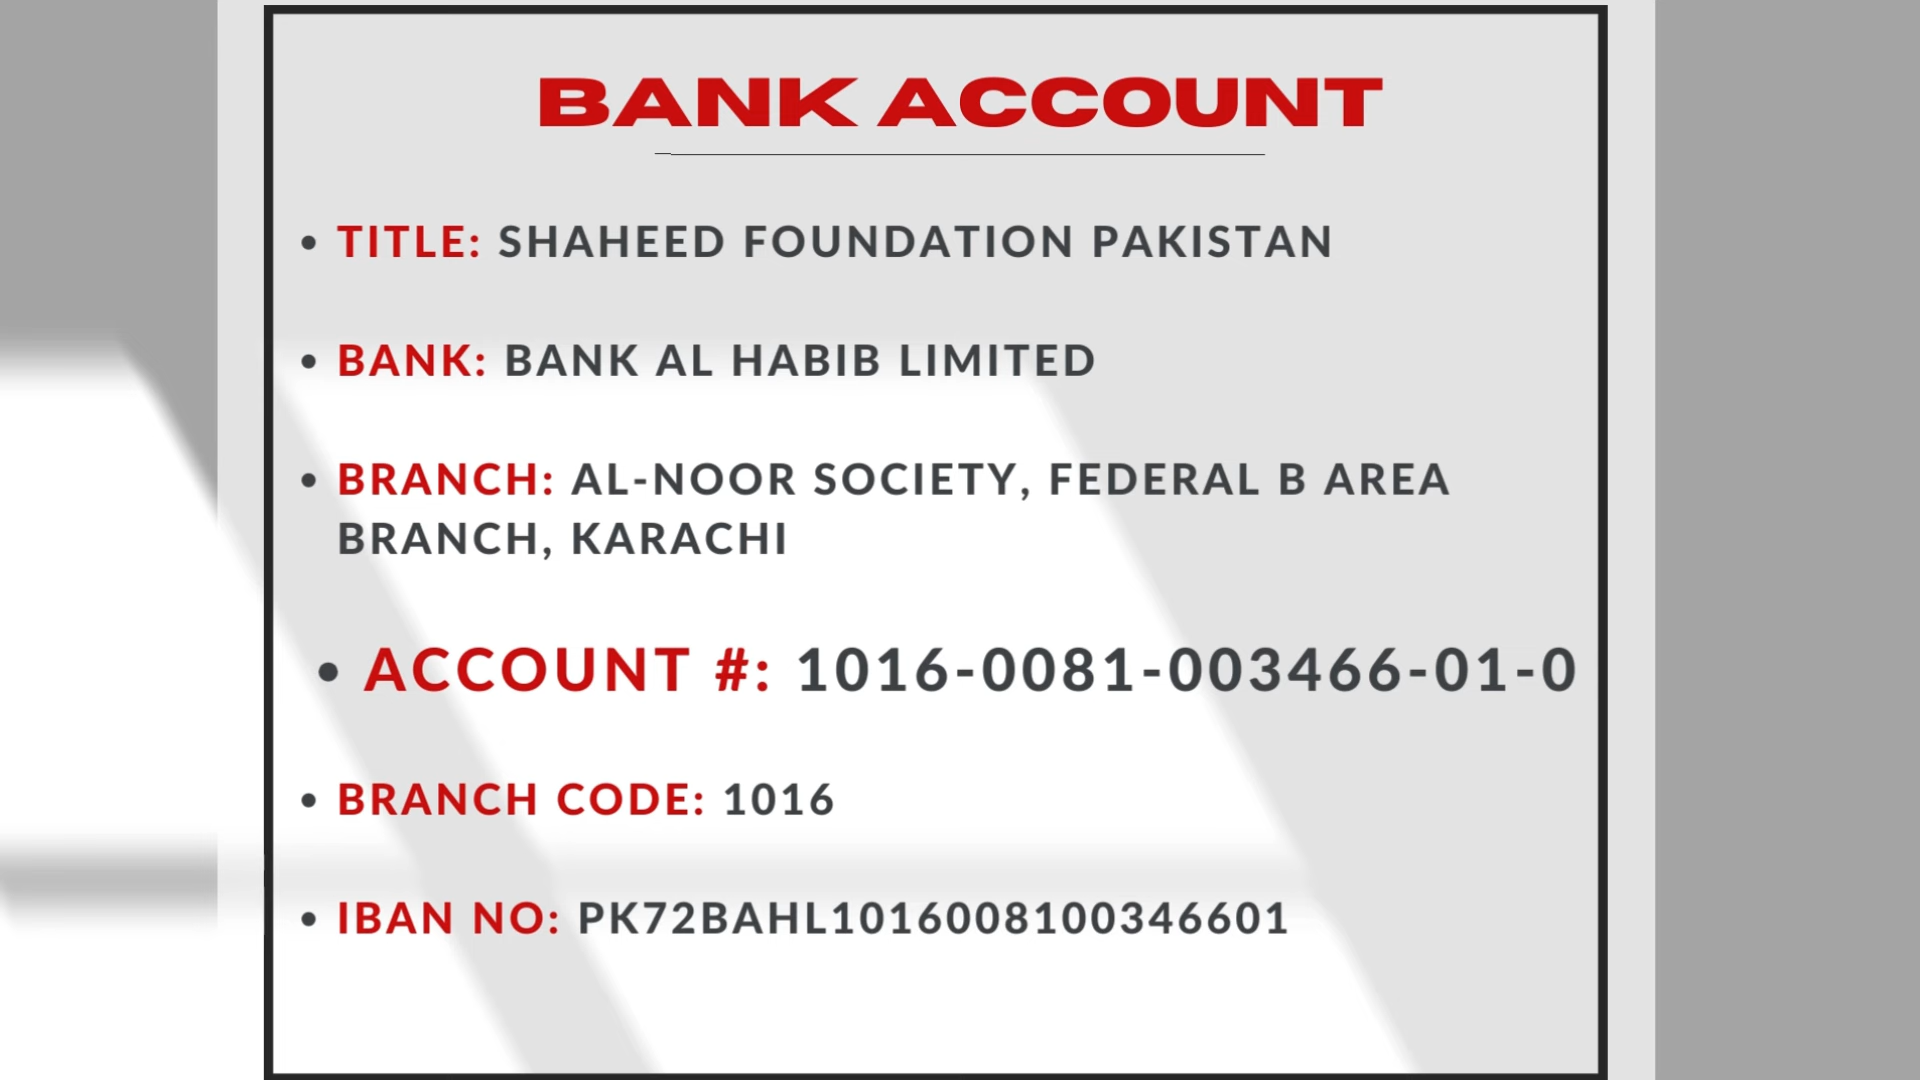 BANK ACCOUNT
• TITLE: SHAHEED FOUNDATION PAKISTAN
• BANK: BANK AL HABIB LIMITED
• BRANCH: AL-NOOR SOCIETY, FEDERAL B AREA
BRANCH, KARACHI
• ACCOUNT #: 1016-0081-003466-01-0
• BRANCH CODE: 1016
• IBAN NO: PK72BAHL1016008100346601